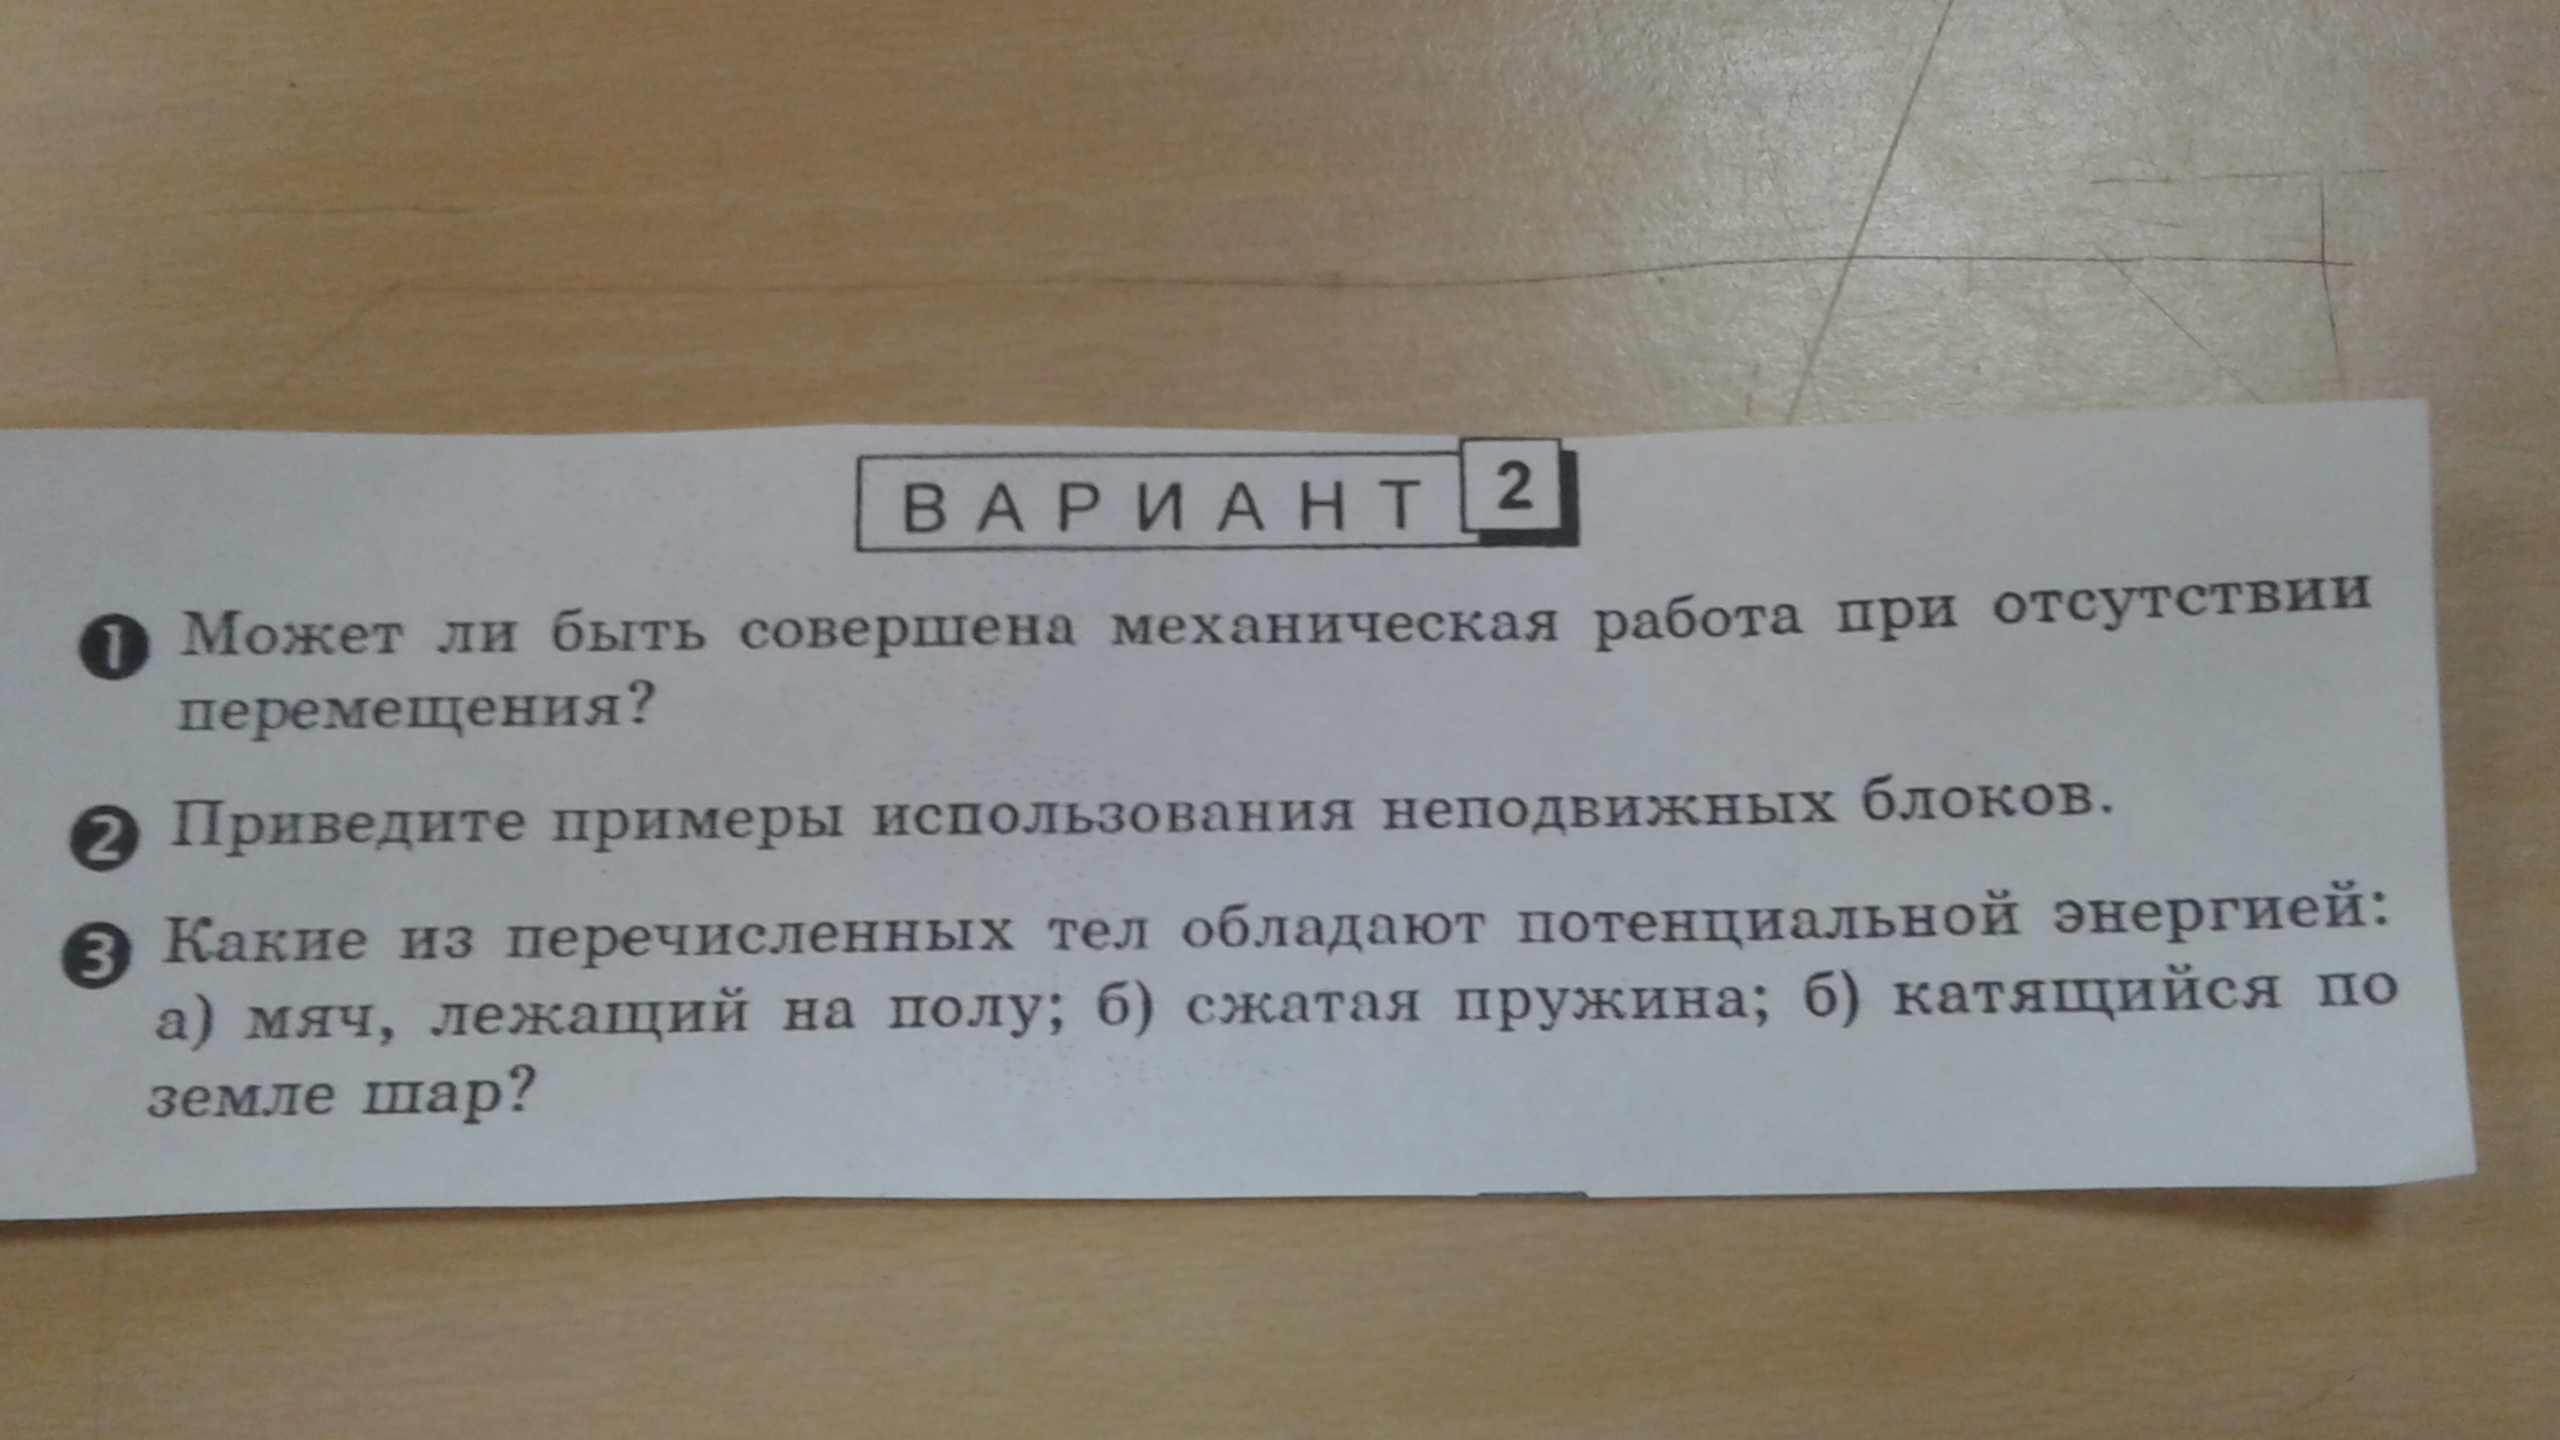 ВАРИАНТ 2
1 Может ли быть совершена механическая работа при отсутствии
перемещения?
2 Приведите примеры использования неподвижных блоков.
3 Какие из перечисленных тел обладают потенциальной энергией:
а) мяч, лежащий на полу; б) сжатая пружина; б) катящийся по
земле шар?